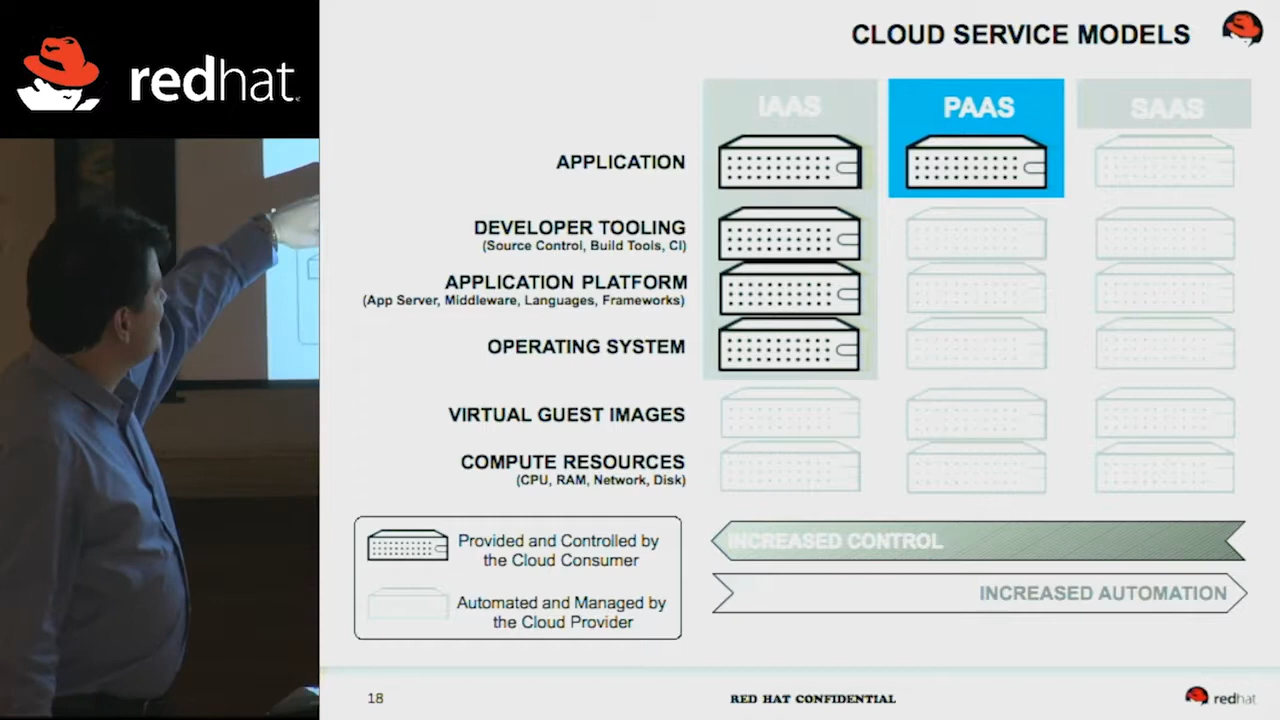 redhat.
CLOUD SERVICE MODELS
IAAS
PAAS
SAAS
APPLICATION
DEVELOPER TOOLING
(Source Control, Build Tools, CI)
APPLICATION PLATFORM
(App Server, Middleware, Languages, Frameworks)
OPERATING SYSTEM
VIRTUAL GUEST IMAGES
COMPUTE RESOURCES
(CPU, RAM, Network, Disk)
Provided and Controlled by
the Cloud Consumer
Automated and Managed by
the Cloud Provider
INCREASED CONTROL
INCREASED AUTOMATION
18
RED HAT CONFIDENTIAL
redhat.